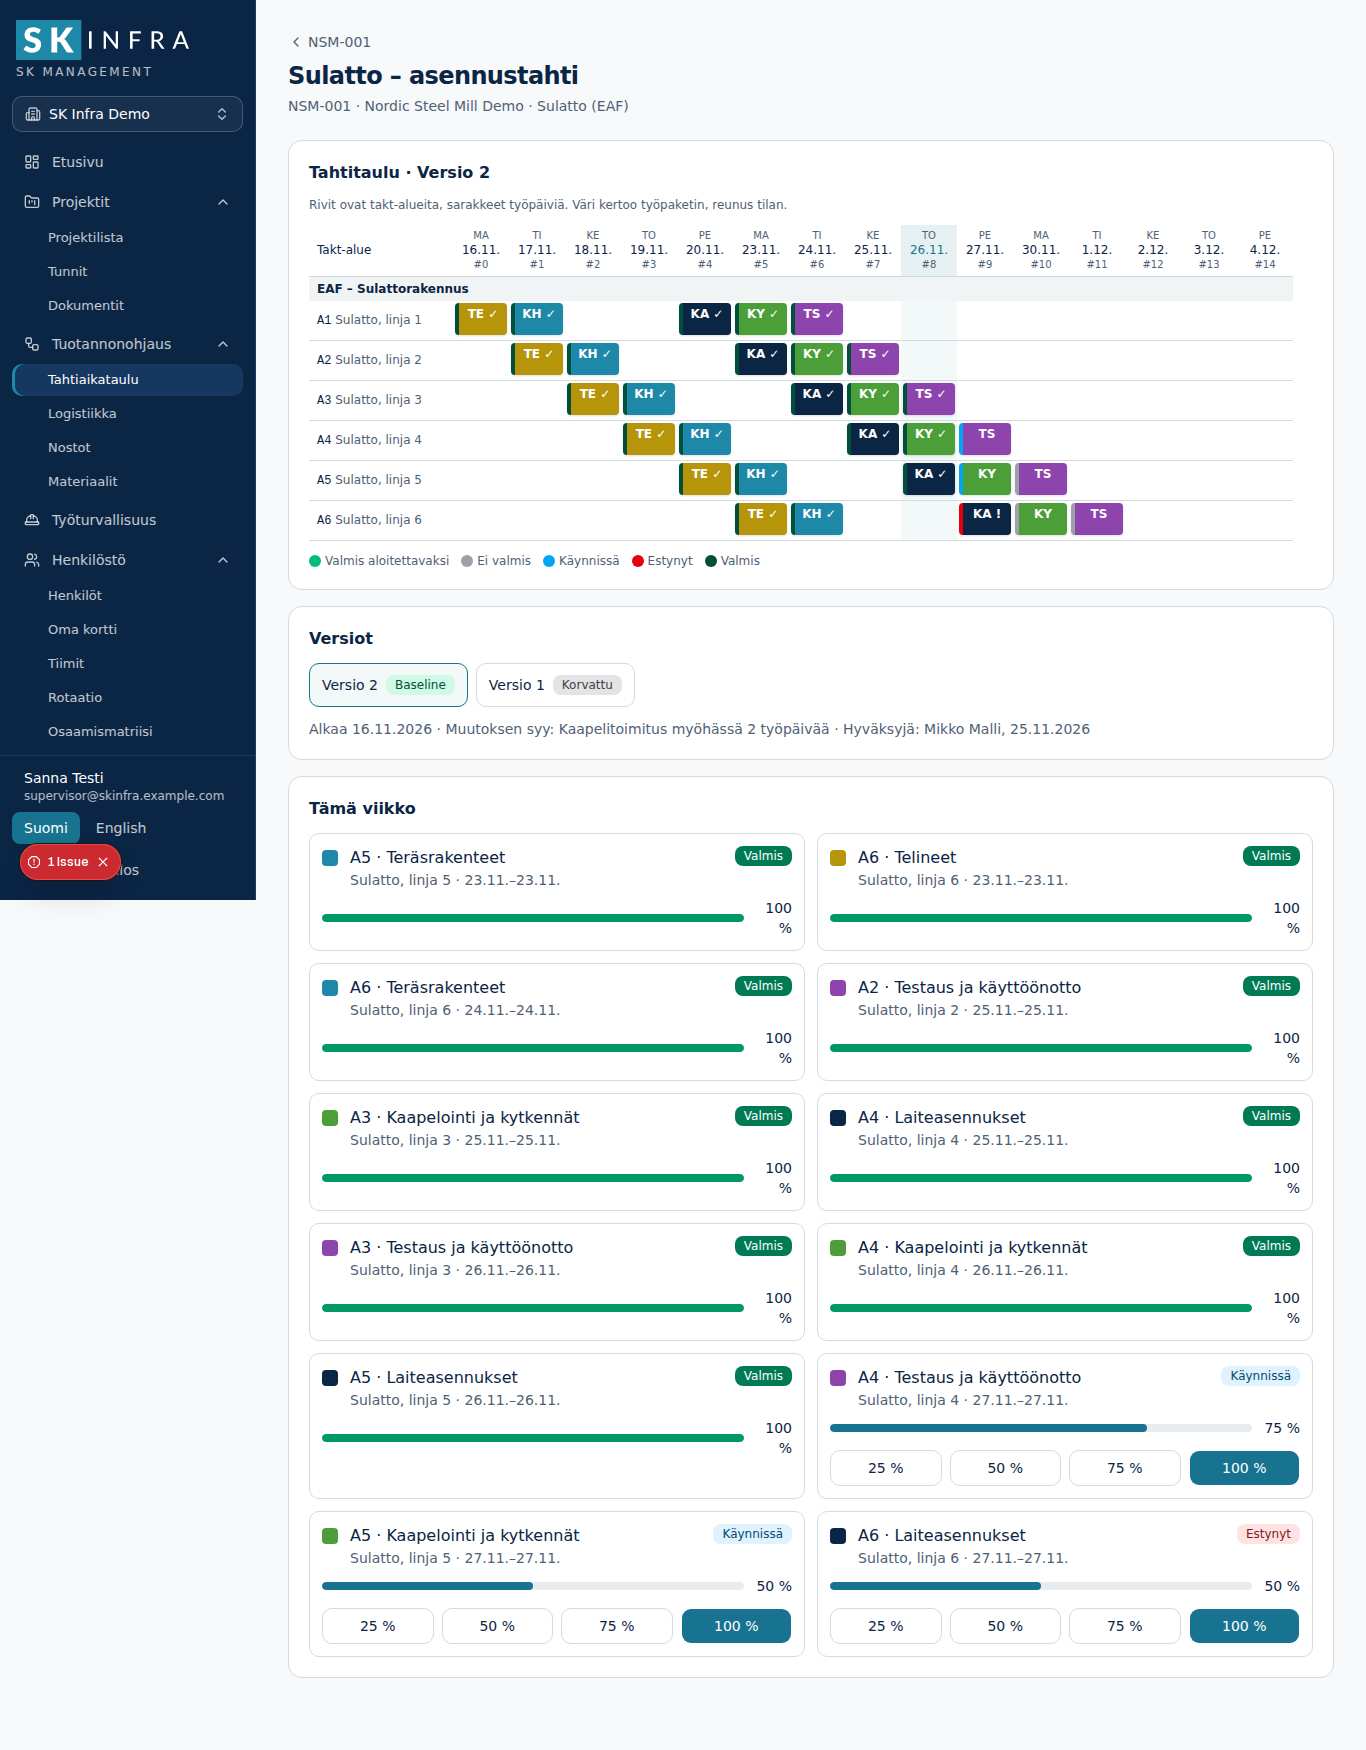 SK INFRA
SK MANAGEMENT
SK Infra Demo
Etusivu
Projektit
Projektilista
Tunnit
Dokumentit
Tuotannonohjaus
Tahtiaikataulu
Logistiikka
Nostot
Materiaalit
Työturvallisuus
Henkilöstö
Henkilöt
Oma kortti
Tiimit
Rotaatio
Osaamismatriisi
Sanna Testi
supervisor@skinfra.example.com
Suomi English
1 Issue
NSM-001
Sulatto – asennustahti
NSM-001 · Nordic Steel Mill Demo · Sulatto (EAF)
Tahtitaulu · Versio 2
Rivit ovat takt-alueita, sarakkeet työpäiviä. Väri kertoo työpaketin, reunus tilan.
MA TI KE TO PE MA TI KE TO PE MA TI KE TO PE
Takt-alue 16.11. 17.11. 18.11. 19.11. 20.11. 23.11. 24.11. 25.11. 26.11. 27.11. 30.11. 1.12. 2.12. 3.12. 4.12.
#0 #1 #2 #3 #4 #5 #6 #7 #8 #9 #10 #11 #12 #13 #14
EAF – Sulattorakennus
A1 Sulatto, linja 1 TE ✓ KH ✓ KA ✓ KY ✓ TS ✓
A2 Sulatto, linja 2 TE ✓ KH ✓ KA ✓ KY ✓ TS ✓
A3 Sulatto, linja 3 TE ✓ KH ✓ KA ✓ KY ✓ TS ✓
A4 Sulatto, linja 4 TE ✓ KH ✓ KA ✓ KY ✓ TS
A5 Sulatto, linja 5 TE ✓ KH ✓ KA ✓ KY TS
A6 Sulatto, linja 6 TE ✓ KH ✓ KA ! KY TS
Valmis aloitettavaksi Ei valmis Käynnissä Estynyt Valmis
Versiot
Versio 2 Baseline Versio 1 Korvattu
Alkaa 16.11.2026 · Muutoksen syy: Kaapelitoimitus myöhässä 2 työpäivää · Hyväksyjä: Mikko Malli, 25.11.2026
Tämä viikko
A5 · Teräsrakenteet Valmis
Sulatto, linja 5 · 23.11.–23.11.
100
%
A6 · Telineet Valmis
Sulatto, linja 6 · 23.11.–23.11.
100
%
A6 · Teräsrakenteet Valmis
Sulatto, linja 6 · 24.11.–24.11.
100
%
A2 · Testaus ja käyttöönotto Valmis
Sulatto, linja 2 · 25.11.–25.11.
100
%
A3 · Kaapelointi ja kytkennät Valmis
Sulatto, linja 3 · 25.11.–25.11.
100
%
A4 · Laiteasennukset Valmis
Sulatto, linja 4 · 25.11.–25.11.
100
%
A3 · Testaus ja käyttöönotto Valmis
Sulatto, linja 3 · 26.11.–26.11.
100
%
A4 · Kaapelointi ja kytkennät Valmis
Sulatto, linja 4 · 26.11.–26.11.
100
%
A5 · Laiteasennukset Valmis
Sulatto, linja 5 · 26.11.–26.11.
100
%
A4 · Testaus ja käyttöönotto Käynnissä
Sulatto, linja 4 · 27.11.–27.11.
75 %
25 % 50 % 75 % 100 %
A5 · Kaapelointi ja kytkennät Käynnissä
Sulatto, linja 5 · 27.11.–27.11.
50 %
25 % 50 % 75 % 100 %
A6 · Laiteasennukset Estynyt
Sulatto, linja 6 · 27.11.–27.11.
50 %
25 % 50 % 75 % 100 %